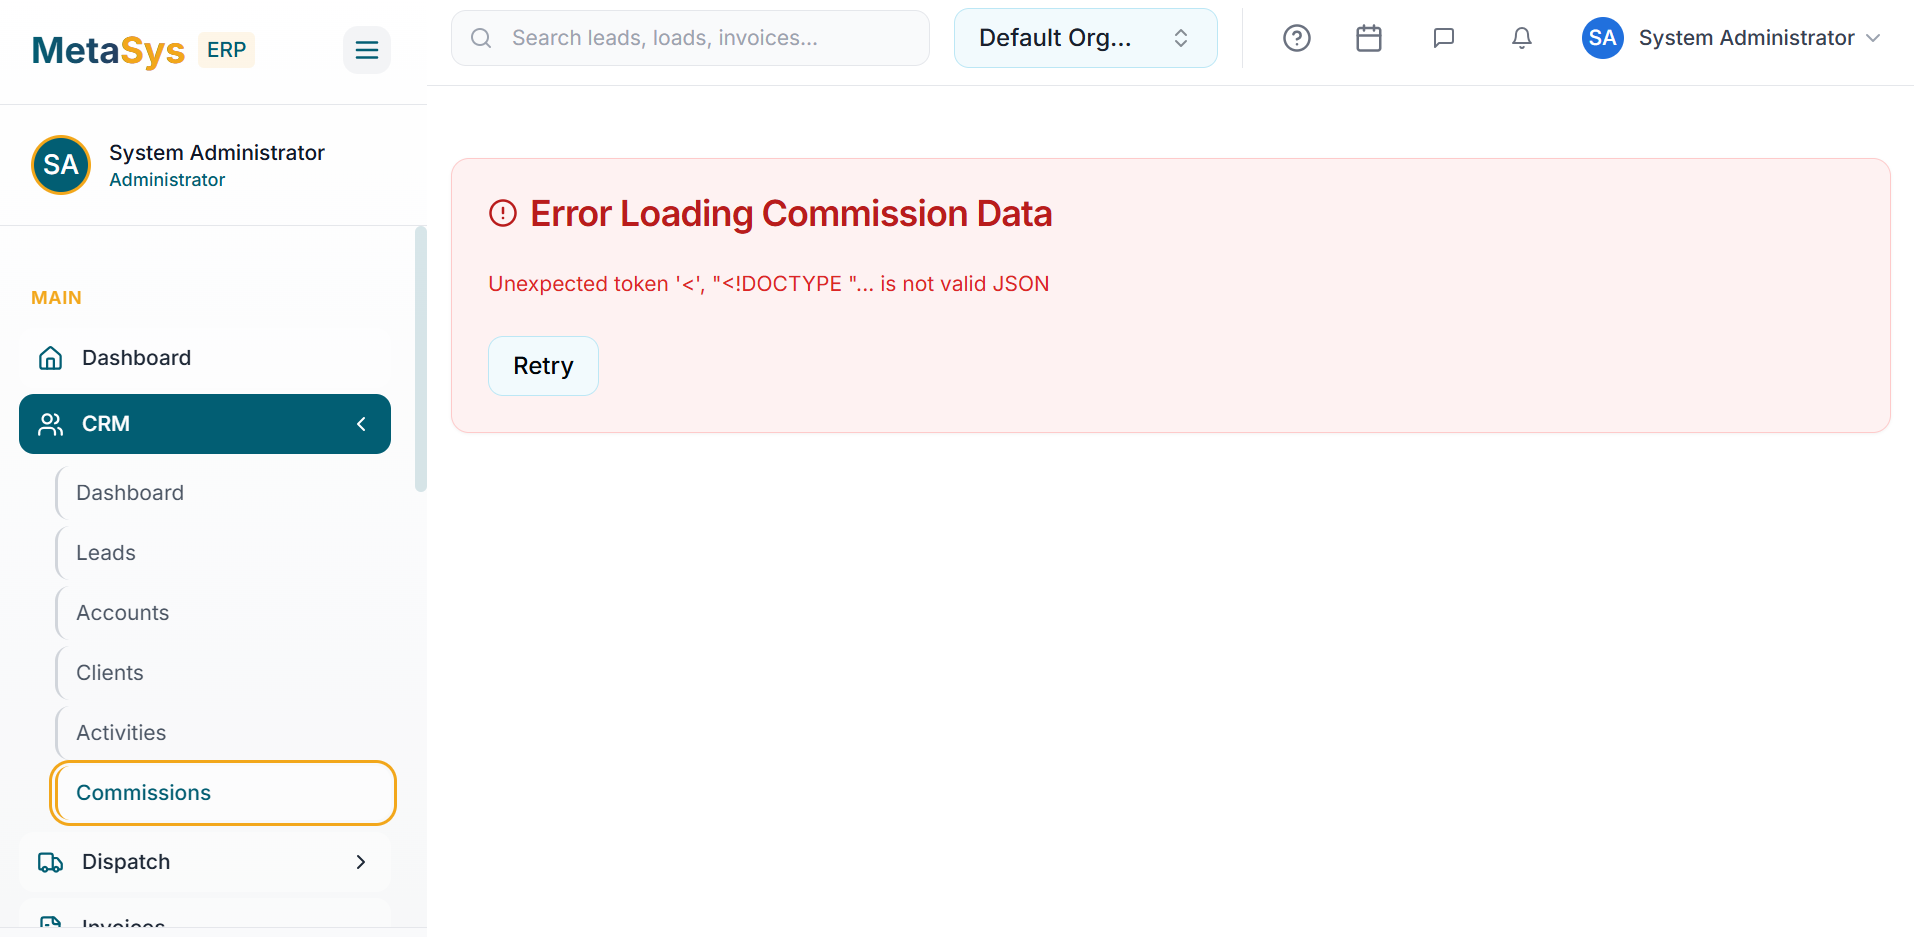 MetaSys ERP
Search leads, loads, invoices...
Default Org...
SA System Administrator
SA
System Administrator
Administrator
MAIN
Dashboard
CRM
Dashboard
Leads
Accounts
Clients
Activities
Commissions
Dispatch
Invoices
Error Loading Commission Data
Unexpected token '<', "<!DOCTYPE "... is not valid JSON
Retry